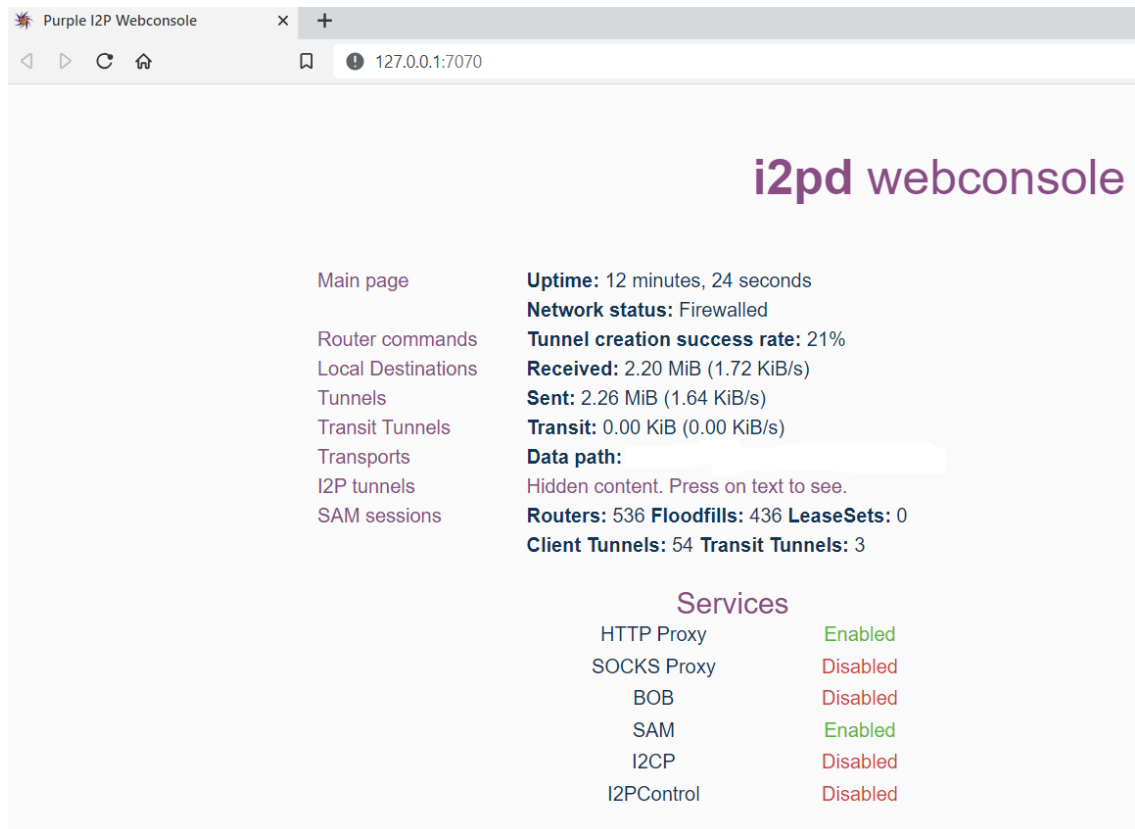 Purple I2P Webconsole
127.0.0.1:7070
i2pd webconsole
Main page
Router commands
Local Destinations
Tunnels
Transit Tunnels
Transports
I2P tunnels
SAM sessions
Uptime: 12 minutes, 24 seconds
Network status: Firewalled
Tunnel creation success rate: 21%
Received: 2.20 MiB (1.72 KiB/s)
Sent: 2.26 MiB (1.64 KiB/s)
Transit: 0.00 KiB (0.00 KiB/s)
Data path:
Hidden content. Press on text to see.
Routers: 536 Floodfills: 436 LeaseSets: 0
Client Tunnels: 54 Transit Tunnels: 3
Services
HTTP Proxy Enabled
SOCKS Proxy Disabled
BOB Disabled
SAM Enabled
I2CP Disabled
I2PControl Disabled